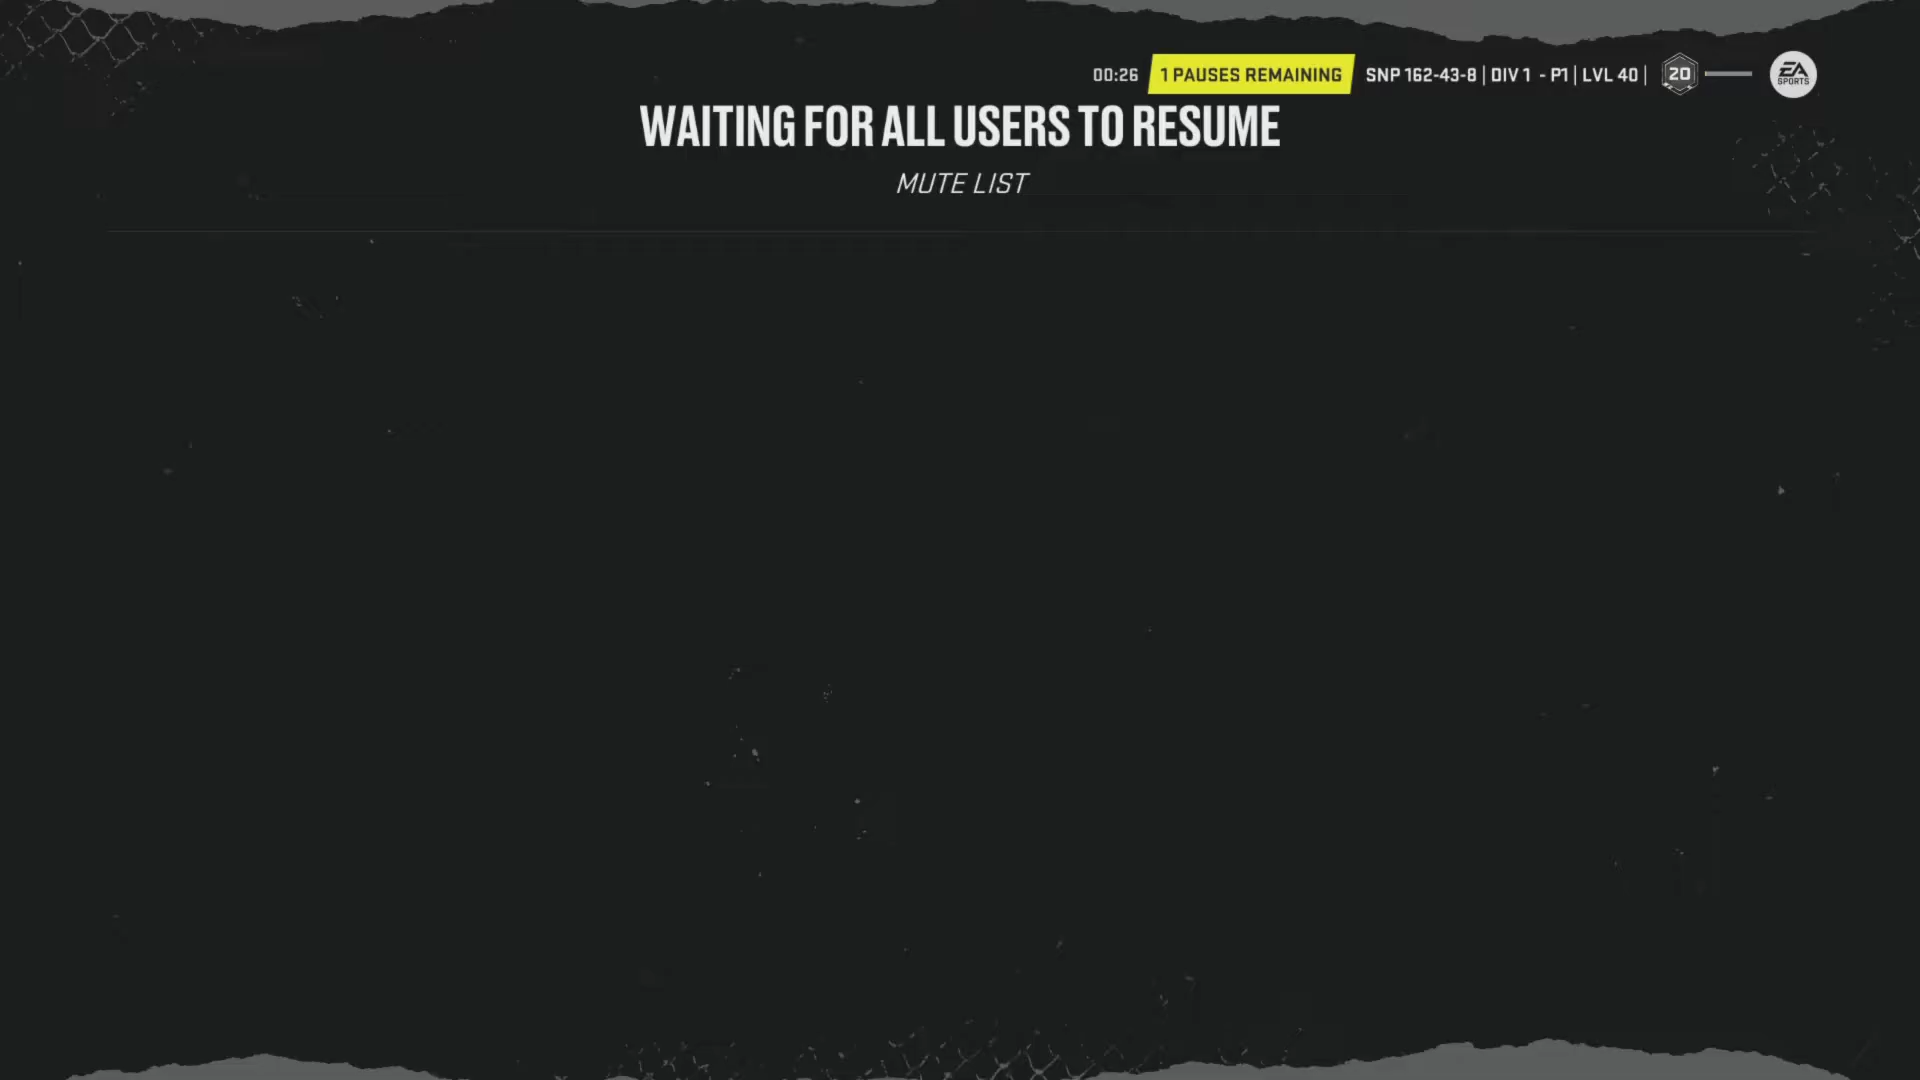 00:26 1 PAUSES REMAINING SNP 162-43-8 | DIV 1 - P1 | LVL 40 | 20 EA SPORTS
WAITING FOR ALL USERS TO RESUME
MUTE LIST